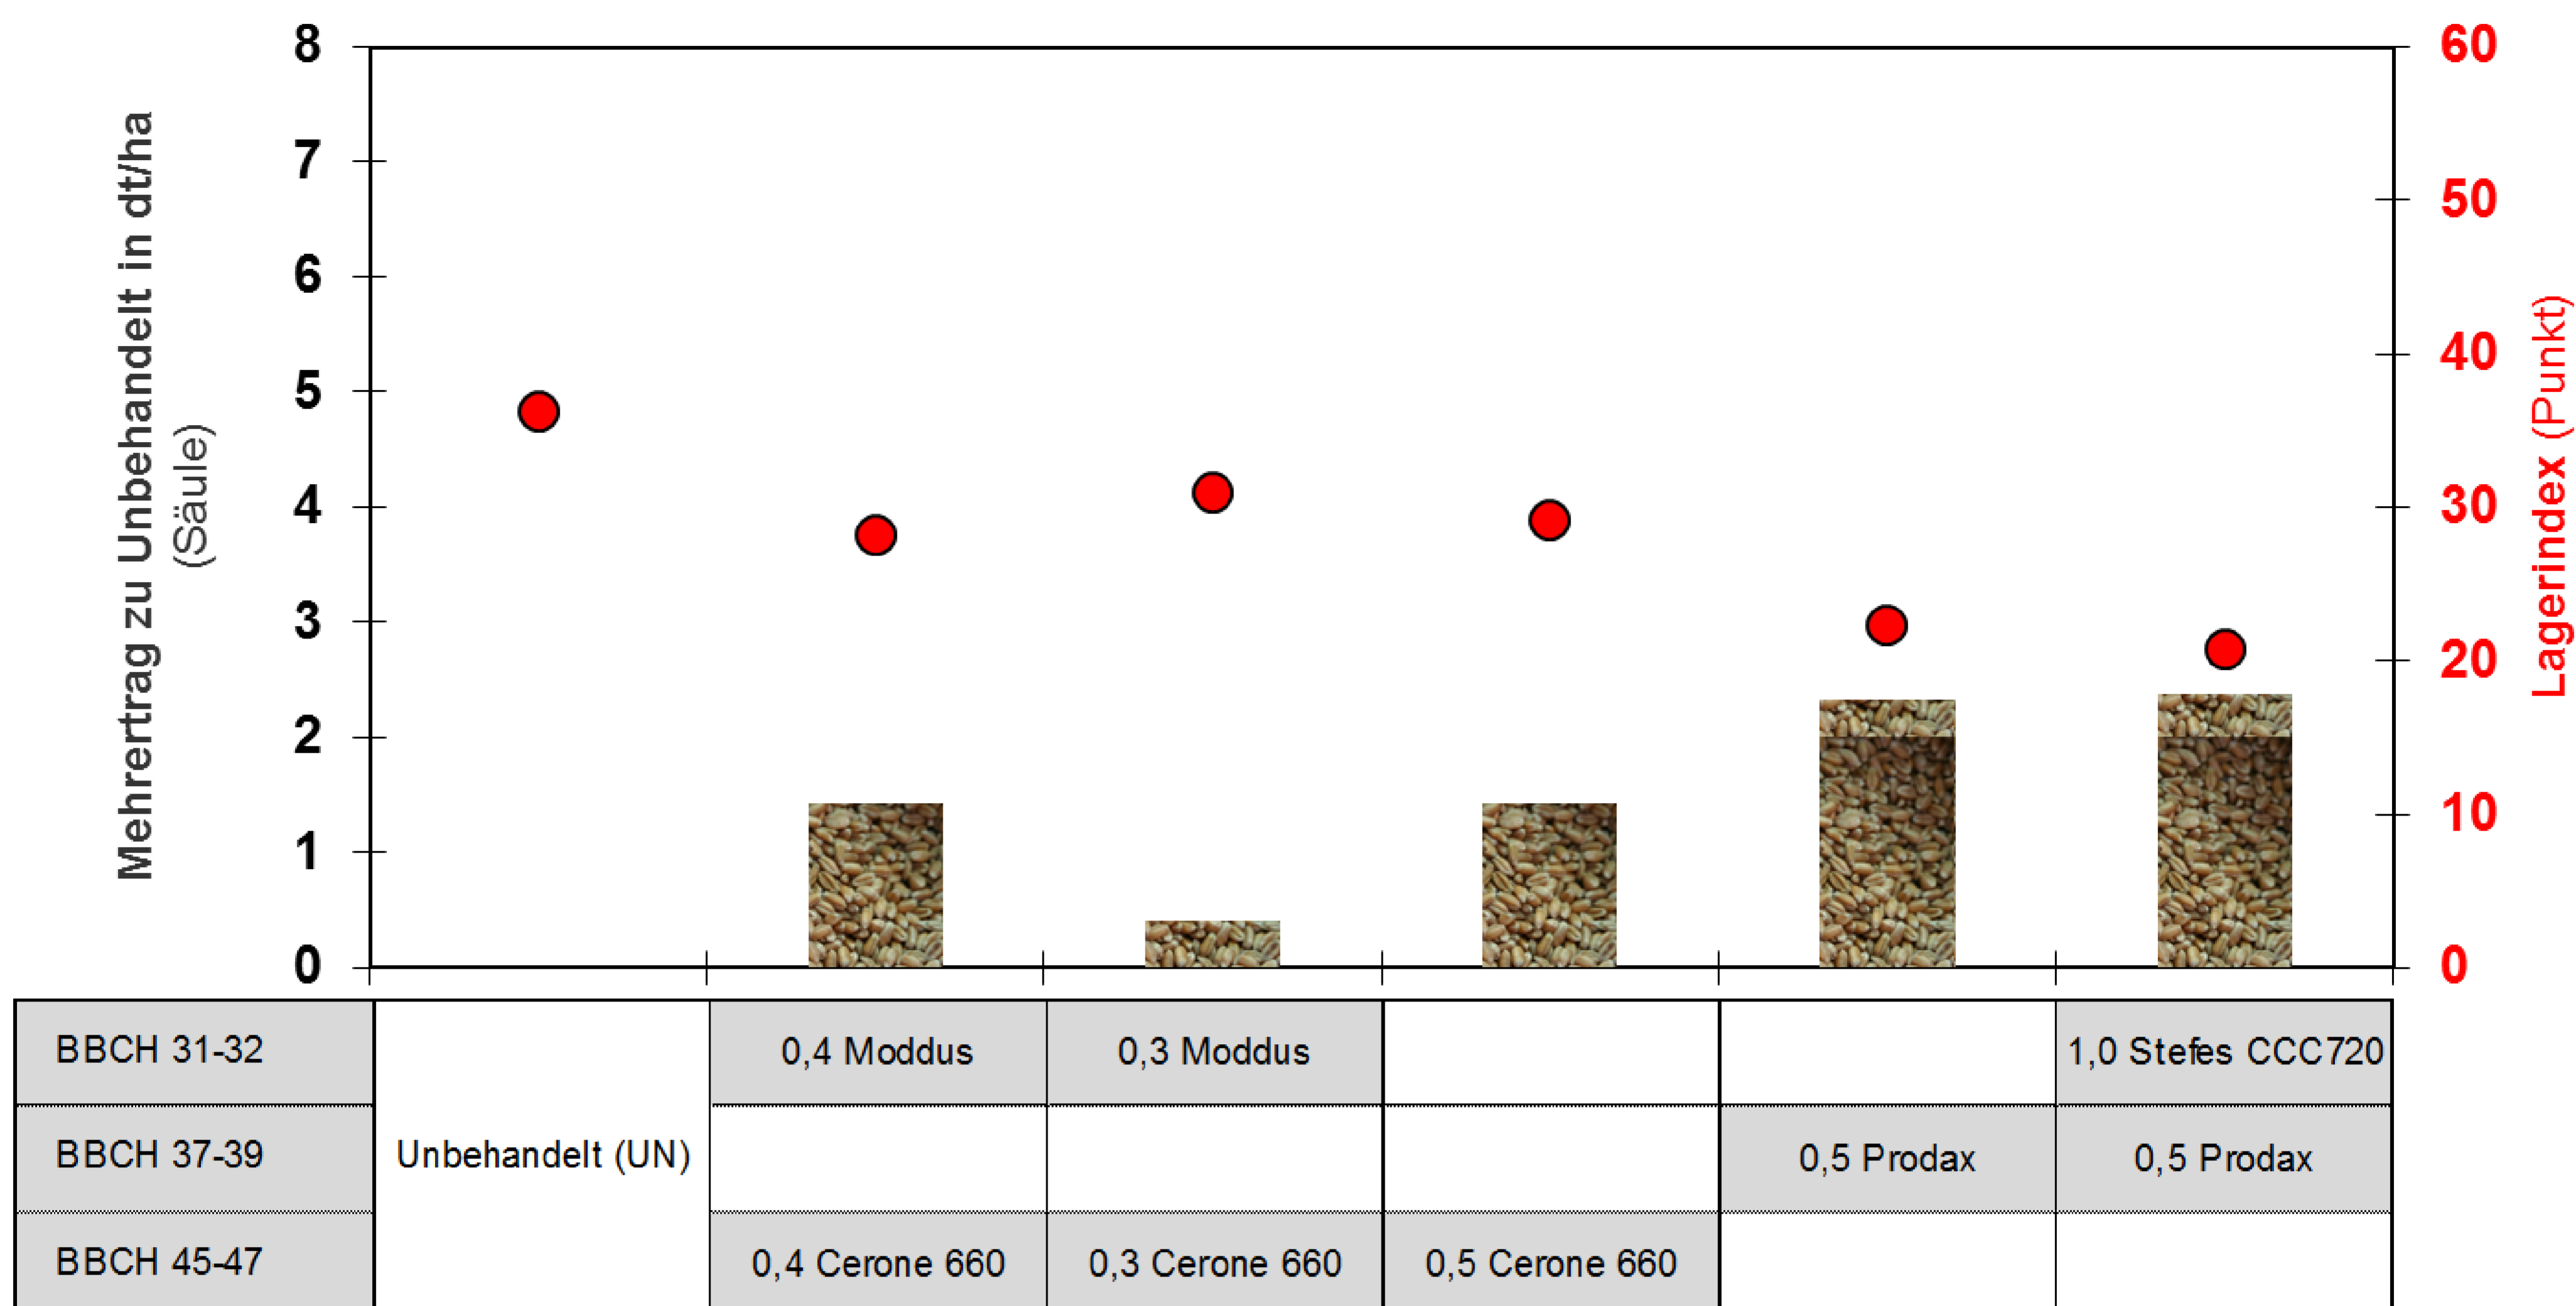 Mehrertrag zu Unbehandelt in dt/ha
(Säule)
8
7
6
5
4
3
2
1
0
60
50
40
30
20
10
0
Lagerindex (Punkt)
BBCH 31-32
0,4 Moddus
0,3 Moddus
1,0 Stefes CCC720
BBCH 37-39
Unbehandelt (UN)
0,5 Prodax
0,5 Prodax
BBCH 45-47
0,4 Cerone 660
0,3 Cerone 660
0,5 Cerone 660